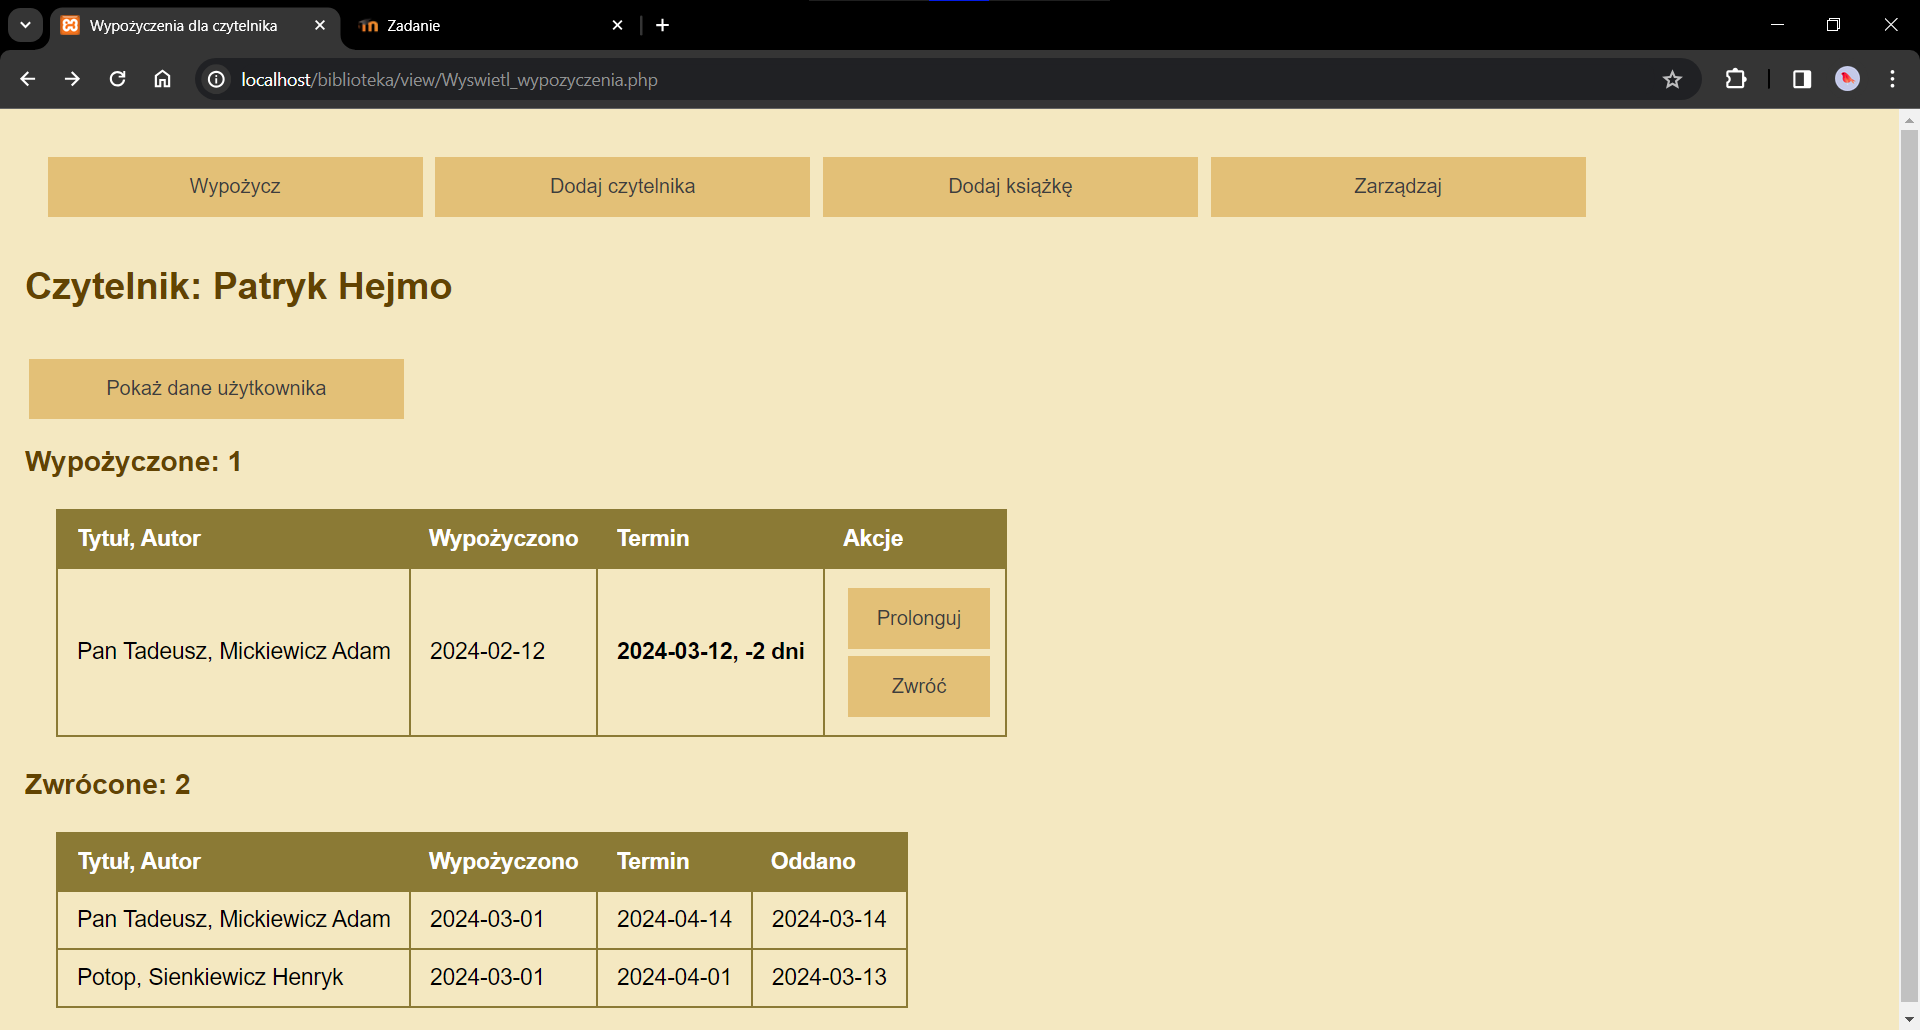 Wypożyczenia dla czytelnika
Zadanie
localhost/biblioteka/view/Wyswietl_wypozyczenia.php
Wypożycz Dodaj czytelnika Dodaj książkę Zarządzaj
Czytelnik: Patryk Hejmo
Pokaż dane użytkownika
Wypożyczone: 1
Tytuł, Autor Wypożyczono Termin Akcje
Pan Tadeusz, Mickiewicz Adam 2024-02-12 2024-03-12, -2 dni
Prolonguj
Zwróć
Zwrócone: 2
Tytuł, Autor Wypożyczono Termin Oddano
Pan Tadeusz, Mickiewicz Adam 2024-03-01 2024-04-14 2024-03-14
Potop, Sienkiewicz Henryk 2024-03-01 2024-04-01 2024-03-13